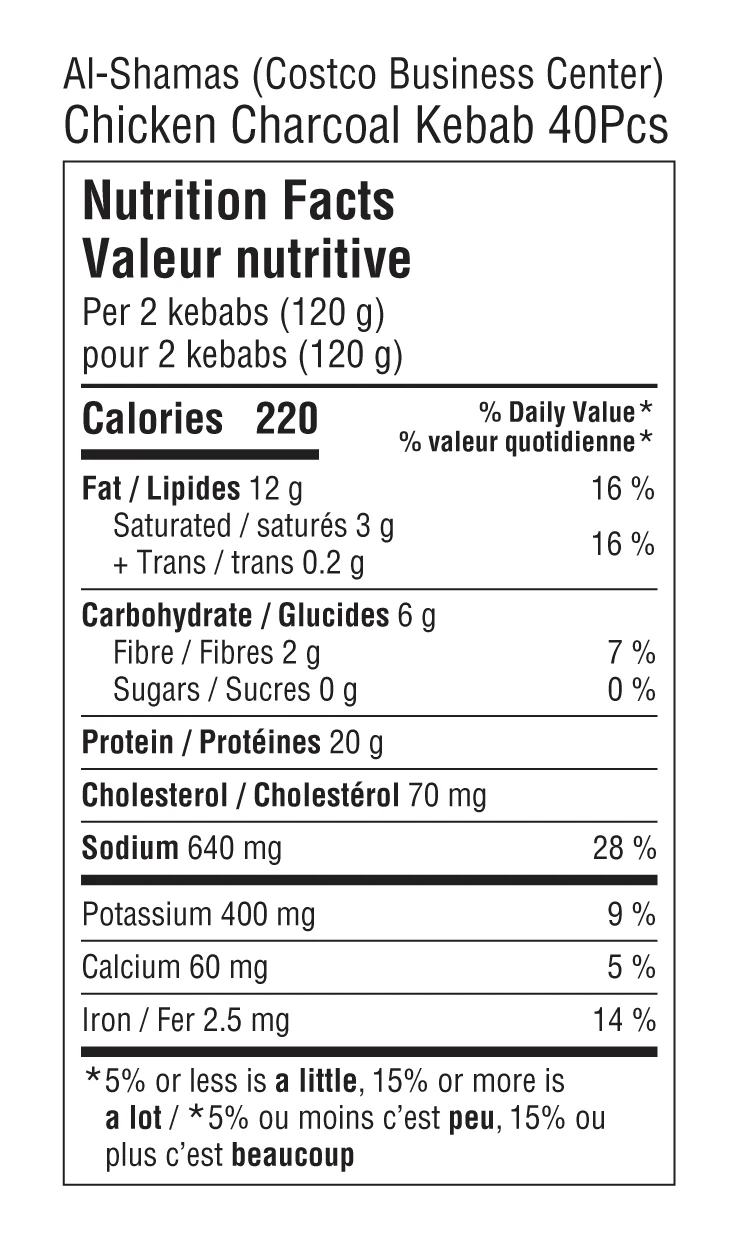 Al-Shamas (Costco Business Center)
Chicken Charcoal Kebab 40Pcs
Nutrition Facts
Valeur nutritive
Per 2 kebabs (120 g)
pour 2 kebabs (120 g)
Calories 220
% Daily Value*
% valeur quotidienne*
Fat / Lipides 12 g 16 %
Saturated / saturés 3 g
+ Trans / trans 0.2 g 16 %
Carbohydrate / Glucides 6 g
Fibre / Fibres 2 g 7 %
Sugars / Sucres 0 g 0 %
Protein / Protéines 20 g
Cholesterol / Cholestérol 70 mg
Sodium 640 mg 28 %
Potassium 400 mg 9 %
Calcium 60 mg 5 %
Iron / Fer 2.5 mg 14 %
*5% or less is a little, 15% or more is
a lot / *5% ou moins c’est peu, 15% ou
plus c’est beaucoup